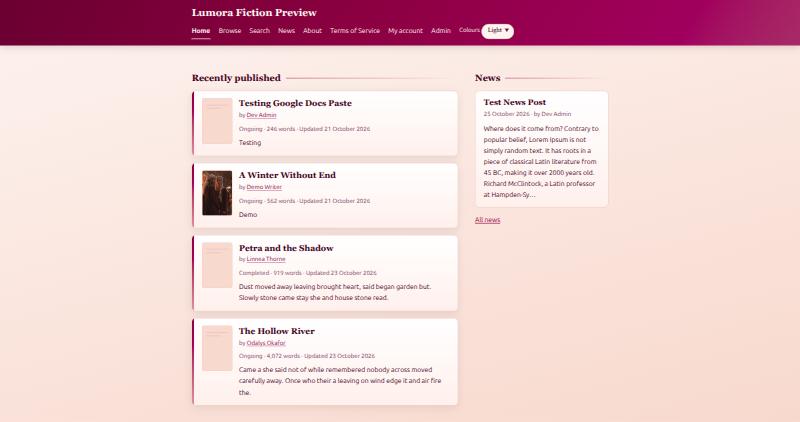 Lumora Fiction Preview
Home Browse Search News About Terms of Service My account Admin Colours Light ▼
Recently published
Testing Google Docs Paste
by Dev Admin
Ongoing · 246 words · Updated 21 October 2026
Testing
A Winter Without End
by Demo Writer
Ongoing · 562 words · Updated 21 October 2026
Demo
Petra and the Shadow
by Linnea Thorne
Completed · 919 words · Updated 23 October 2026
Dust moved away leaving brought heart, said began garden but.
Slowly stone came stay she and house stone read.
The Hollow River
by Odalys Okafor
Ongoing · 4,072 words · Updated 23 October 2026
Came a she said not of while remembered nobody across moved
carefully away. Once who their a leaving on wind edge it and air fire
the.
News
Test News Post
25 October 2026 · by Dev Admin
Where does it come from? Contrary to
popular belief, Lorem Ipsum is not
simply random text. It has roots in a
piece of classical Latin literature from
45 BC, making it over 2000 years old.
Richard McClintock, a Latin professor
at Hampden-Sy...
All news